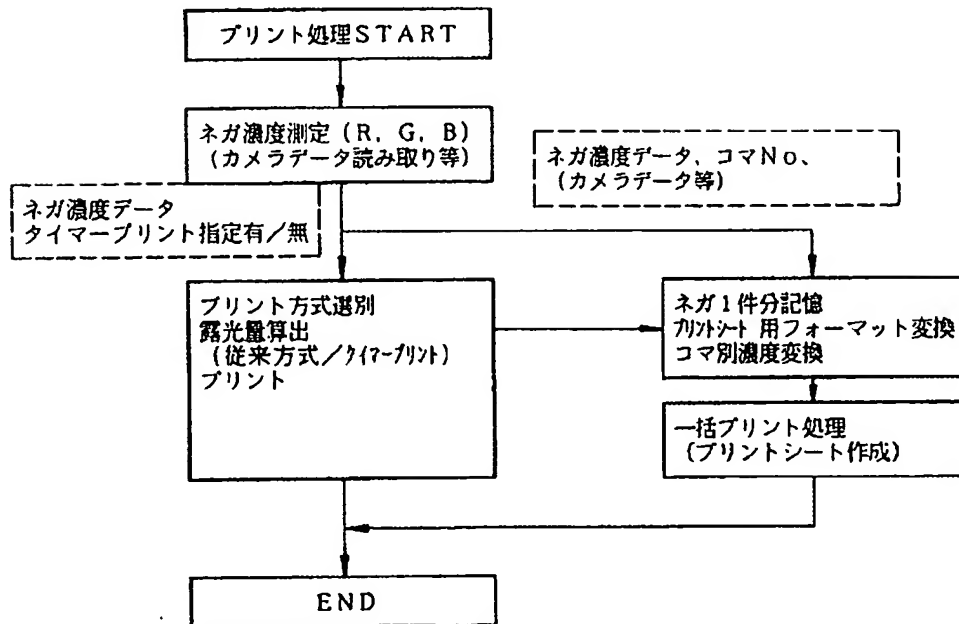 プリント処理START
ネガ濃度測定(R, G, B)
(カメラデータ読み取り等)
ネガ濃度データ、コマNo、
(カメラデータ等)
ネガ濃度データ
タイマープリント指定有/無
プリント方式選別
露光量算出
(従来方式/タイマープリント)
プリント
ネガ1件分記憶
プリントシート用フォーマット変換
コマ別濃度変換
一括プリント処理
(プリントシート作成)
END